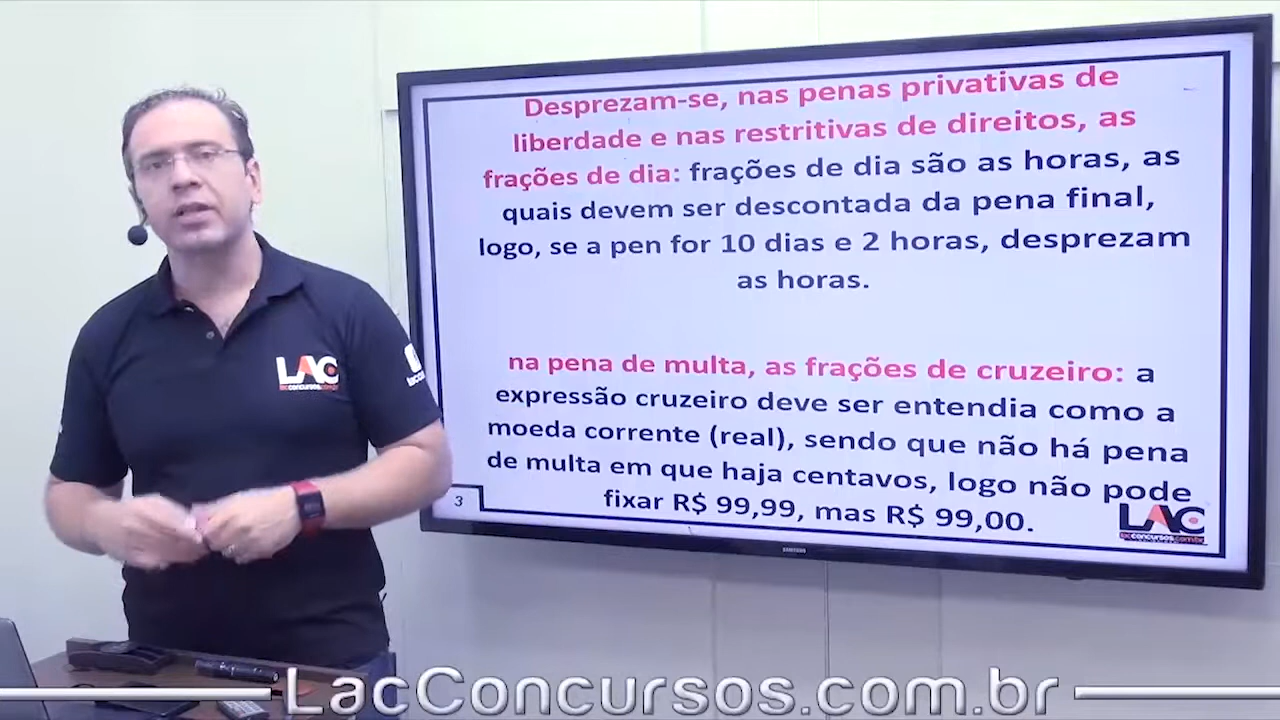 Desprezam-se, nas penas privativas de
liberdade e nas restritivas de direitos, as
frações de dia: frações de dia são as horas, as
quais devem ser descontada da pena final,
logo, se a pen for 10 dias e 2 horas, desprezam
as horas.
na pena de multa, as frações de cruzeiro: a
expressão cruzeiro deve ser entendia como a
moeda corrente (real), sendo que não há pena
de multa em que haja centavos, logo não pode
fixar R$ 99,99, mas R$ 99,00.
3
LAC
lacconcursos.com.br
SAMSUNG
LAC
LacConcursos.com.br